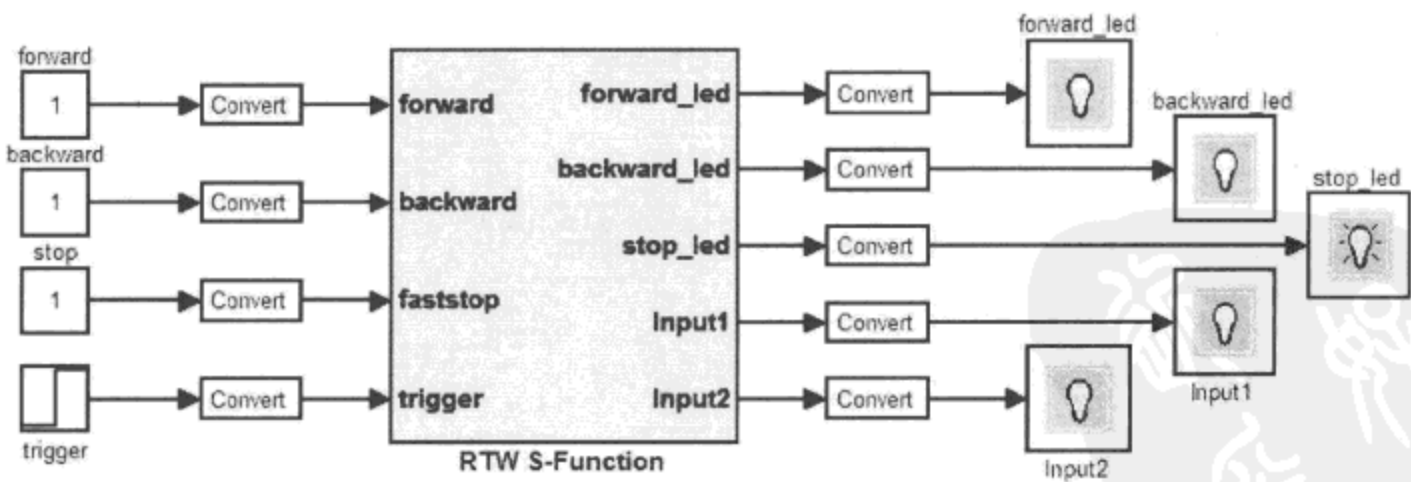 forward
1
Convert
backward
1
Convert
stop
1
Convert
trigger
Convert
forward
backward
faststop
trigger
forward_led
backward_led
stop_led
Input1
Input2
RTW S-Function
Convert
forward_led
Convert
backward_led
Convert
stop_led
Convert
Input1
Convert
Input2